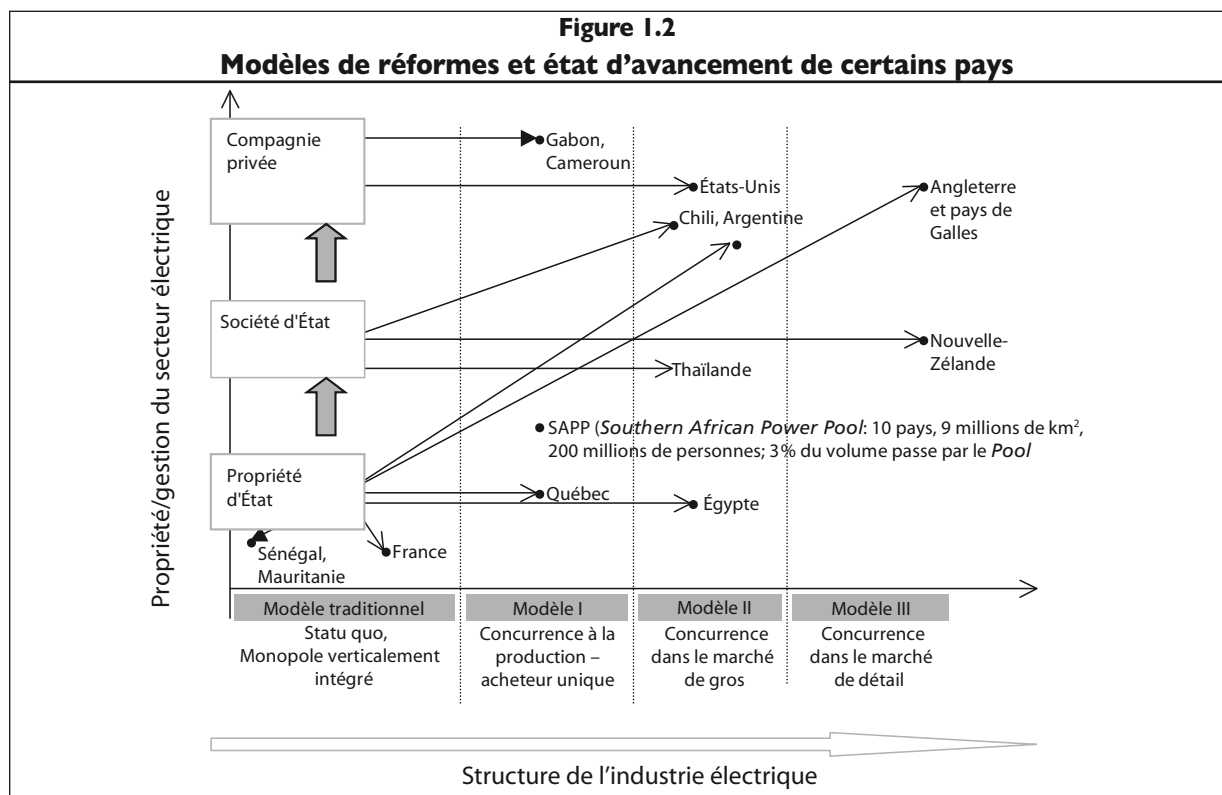 Figure 1.2
Modèles de réformes et état d'avancement de certains pays
Propriété/gestion du secteur électrique
Compagnie
privée
Gabon,
Cameroun
États-Unis
Chili, Argentine
Angleterre
et pays de
Galles
Société d'État
Nouvelle-
Zélande
Thaïlande
SAPP (Southern African Power Pool: 10 pays, 9 millions de km²,
200 millions de personnes; 3% du volume passe par le Pool
Propriété
d'État
Québec
Égypte
Sénégal,
Mauritanie
France
Modèle traditionnel
Statu quo,
Monopole verticalement
intégré
Modèle I
Concurrence à la
production –
acheteur unique
Modèle II
Concurrence
dans le marché
de gros
Modèle III
Concurrence
dans le marché
de détail
Structure de l'industrie électrique